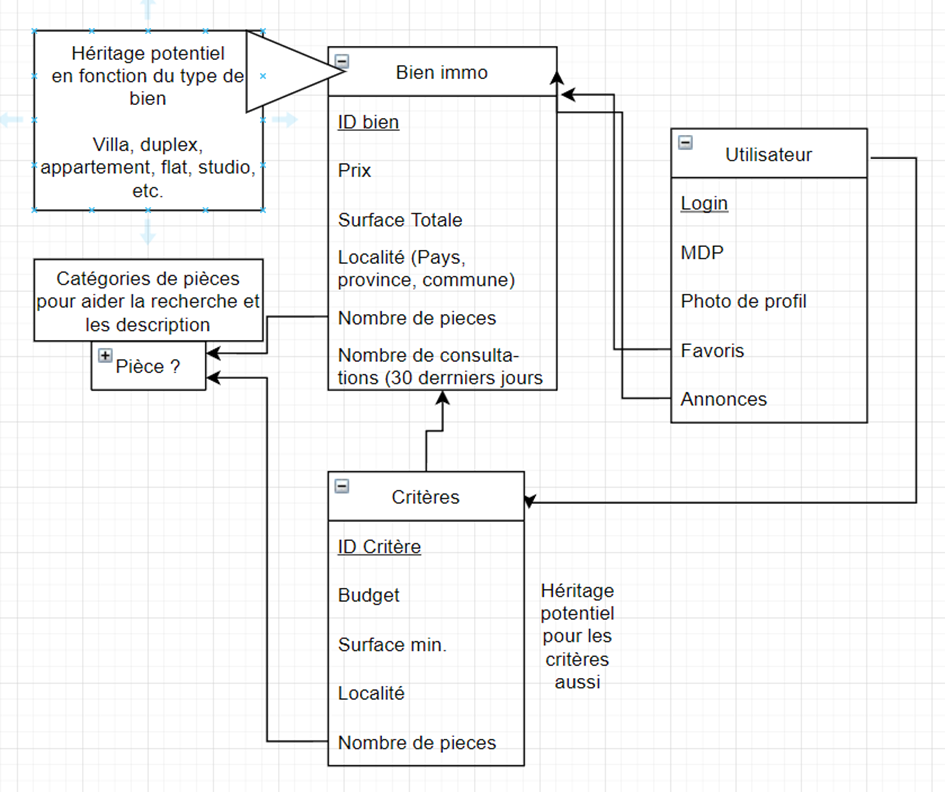 Héritage potentiel
en fonction du type de
bien
Villa, duplex,
appartement, flat, studio,
etc.
Catégories de pièces
pour aider la recherche et
les description
Pièce ?
Bien immo
ID bien
Prix
Surface Totale
Localité (Pays,
province, commune)
Nombre de pieces
Nombre de consulta-
tions (30 derrniers jours
Utilisateur
Login
MDP
Photo de profil
Favoris
Annonces
Critères
ID Critère
Budget
Surface min.
Localité
Nombre de pieces
Héritage
potentiel
pour les
critères
aussi